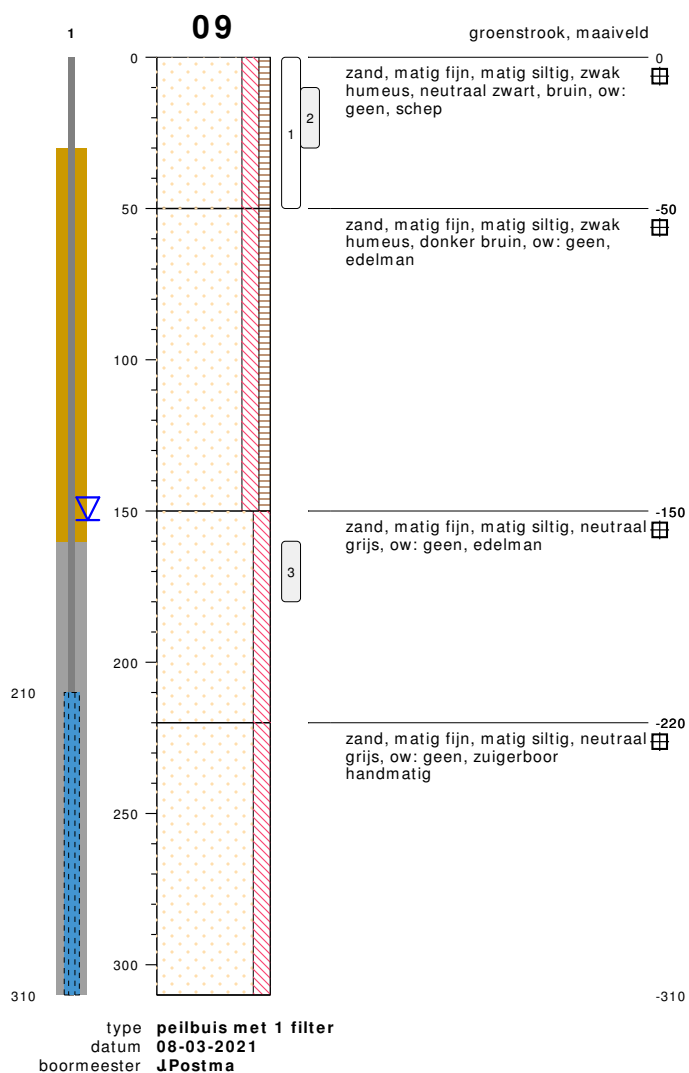 1
09
groenstrook, maaiveld
0
0
zand, matig fijn, matig siltig, zwak
humeus, neutraal zwart, bruin, ow:
geen, schep
1
2
50
-50
zand, matig fijn, matig siltig, zwak
humeus, donker bruin, ow: geen,
edelman
100
150
-150
zand, matig fijn, matig siltig, neutraal
grijs, ow: geen, edelman
3
200
210
-220
zand, matig fijn, matig siltig, neutraal
grijs, ow: geen, zuigerboor
handmatig
250
300
310
-310
type peilbuis met 1 filter
datum 08-03-2021
boormeester J.Postma